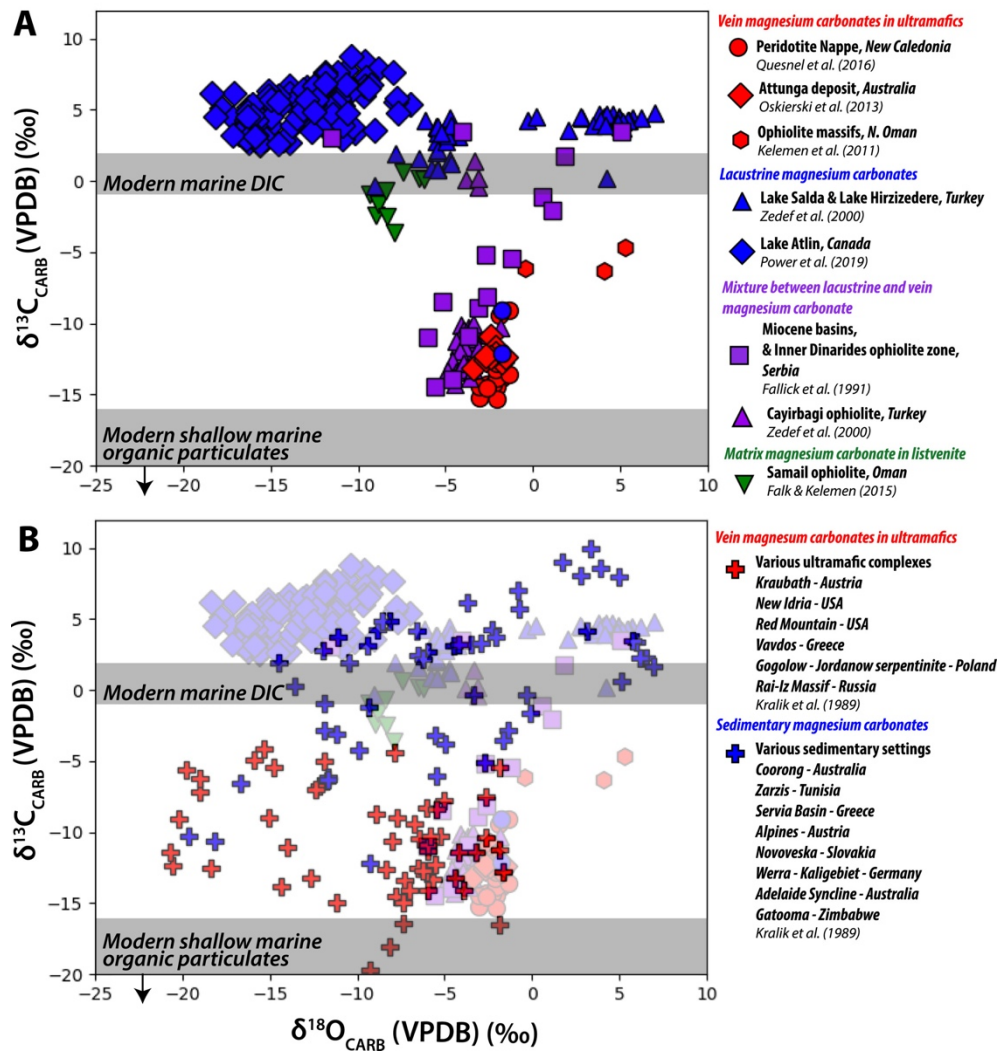 A
10
5
0
−5
−10
−15
−20
δ13CCARB (VPDB) (‰)
Modern marine DIC
Modern shallow marine
organic particulates
−25 −20 −15 −10 −5 0 5 10
Vein magnesium carbonates in ultramafics
Peridotite Nappe, New Caledonia
Quesnel et al. (2016)
Attunga deposit, Australia
Oskierski et al. (2013)
Ophiolite massifs, N. Oman
Kelemen et al. (2011)
Lacustrine magnesium carbonates
Lake Salda & Lake Hirzizedere, Turkey
Zedef et al. (2000)
Lake Atlin, Canada
Power et al. (2019)
Mixture between lacustrine and vein
magnesium carbonate
Miocene basins,
& Inner Dinarides ophiolite zone,
Serbia
Fallick et al. (1991)
Cayirbagi ophiolite, Turkey
Zedef et al. (2000)
Matrix magnesium carbonate in listvenite
Samail ophiolite, Oman
Falk & Kelemen (2015)
B
10
5
0
−5
−10
−15
−20
δ13CCARB (VPDB) (‰)
Modern marine DIC
Modern shallow marine
organic particulates
−25 −20 −15 −10 −5 0 5 10
δ18OCARB (VPDB) (‰)
Vein magnesum carbonates in ultramafics
Various ultramafic complexes
Kraubath - Austria
New Idria - USA
Red Mountain - USA
Vavdos - Greece
Gogolow - Jordanow serpentinite - Poland
Rai-Iz Massif - Russia
Kralik et al. (1989)
Sedimentary magnesium carbonates
Various sedimentary settings
Coorong - Australia
Zarzis - Tunisia
Servia Basin - Greece
Alpines - Austria
Novoveska - Slovakia
Werra - Kaligebiet - Germany
Adelaide Syncline - Australia
Gatooma - Zimbabwe
Kralik et al. (1989)